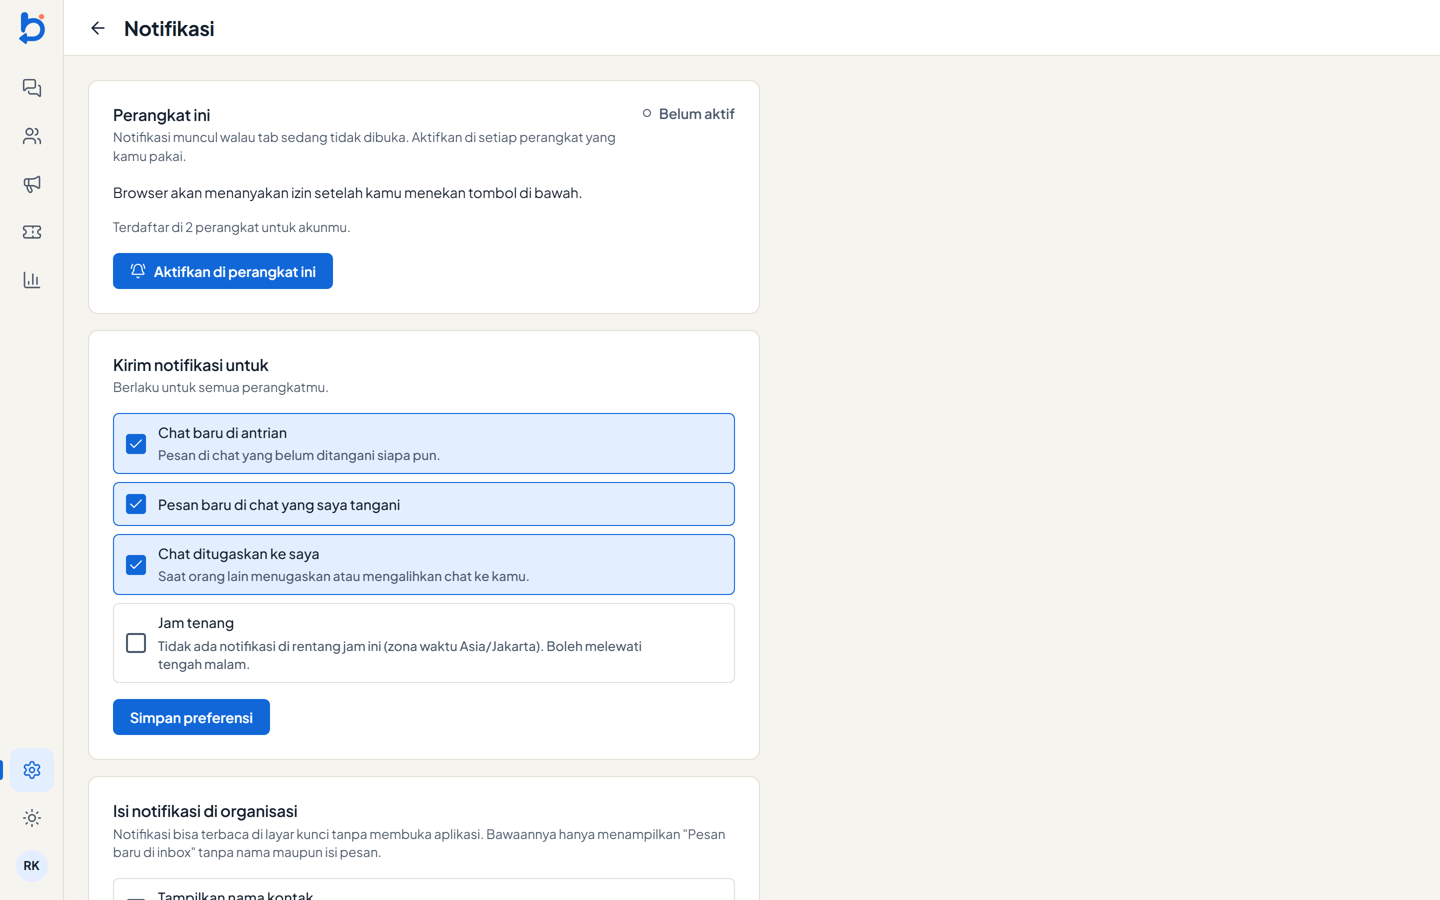 Notifikasi
Perangkat ini
Belum aktif
Notifikasi muncul walau tab sedang tidak dibuka. Aktifkan di setiap perangkat yang
kamu pakai.
Browser akan menanyakan izin setelah kamu menekan tombol di bawah.
Terdaftar di 2 perangkat untuk akunmu.
Aktifkan di perangkat ini
Kirim notifikasi untuk
Berlaku untuk semua perangkatmu.
Chat baru di antrian
Pesan di chat yang belum ditangani siapa pun.
Pesan baru di chat yang saya tangani
Chat ditugaskan ke saya
Saat orang lain menugaskan atau mengalihkan chat ke kamu.
Jam tenang
Tidak ada notifikasi di rentang jam ini (zona waktu Asia/Jakarta). Boleh melewati
tengah malam.
Simpan preferensi
Isi notifikasi di organisasi
Notifikasi bisa terbaca di layar kunci tanpa membuka aplikasi. Bawaannya hanya menampilkan "Pesan
baru di inbox" tanpa nama maupun isi pesan.
Tampilkan nama kontak
RK